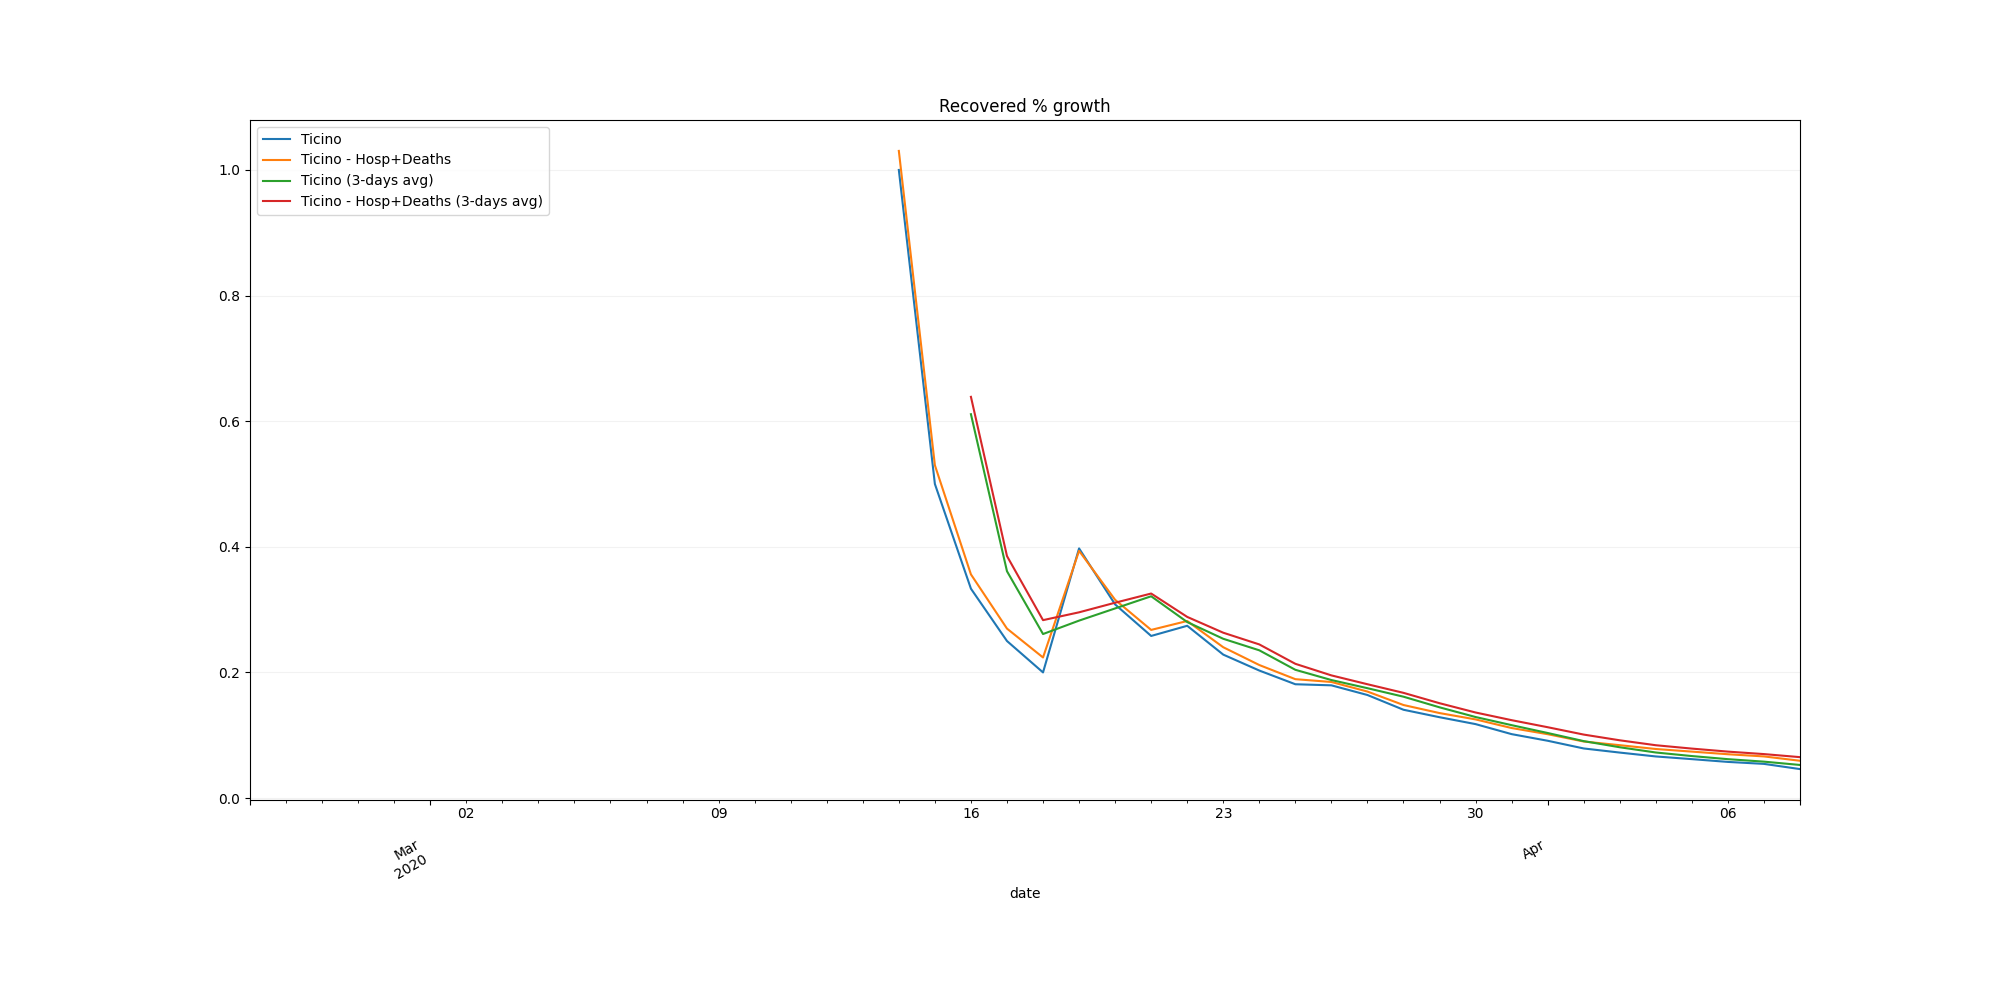 Recovered % growth
Ticino
Ticino - Hosp+Deaths
Ticino (3-days avg)
Ticino - Hosp+Deaths (3-days avg)
1.0
0.8
0.6
0.4
0.2
0.0
02
09
16
23
30
06
Mar
2020
Apr
date